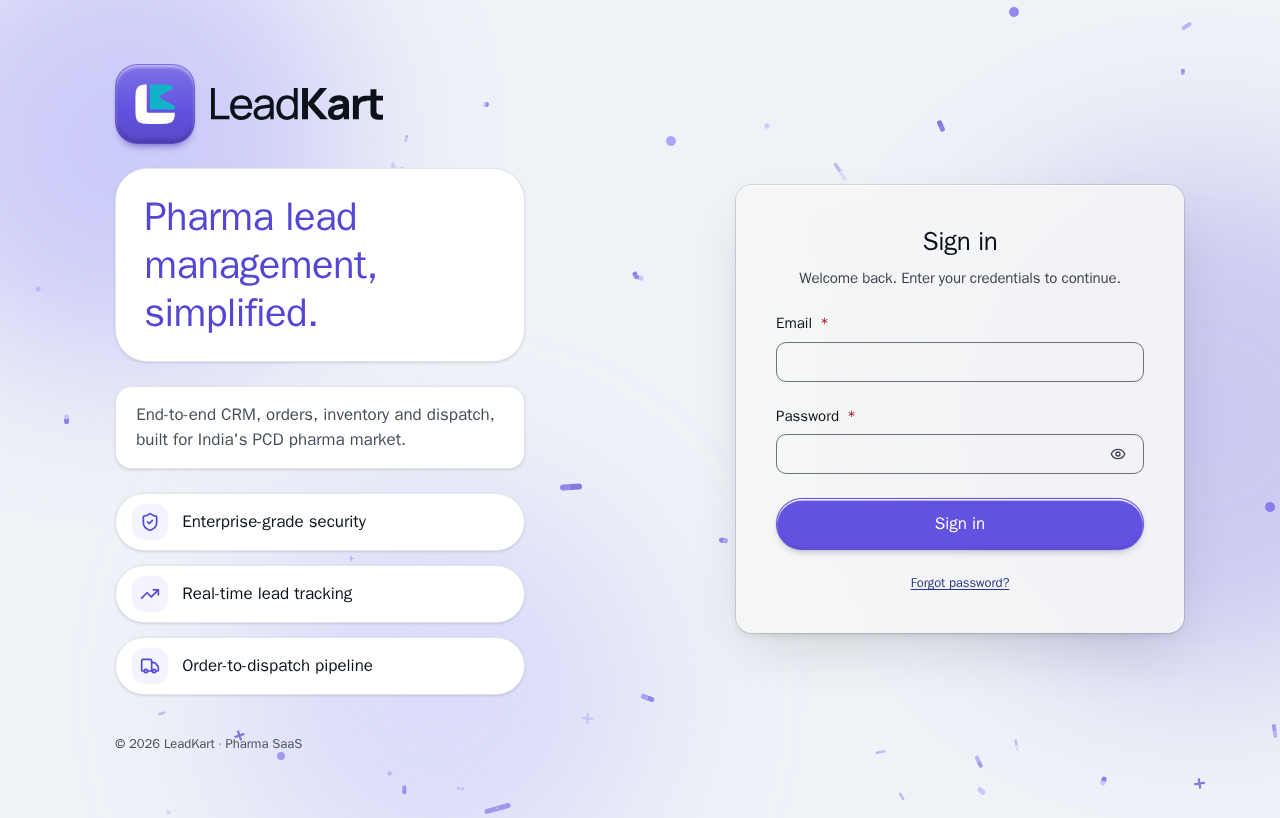 LeadKart
Pharma lead
management,
simplified.
End-to-end CRM, orders, inventory and dispatch,
built for India's PCD pharma market.
Enterprise-grade security
Real-time lead tracking
Order-to-dispatch pipeline
© 2026 LeadKart · Pharma SaaS
Sign in
Welcome back. Enter your credentials to continue.
Email *
Password *
Sign in
Forgot password?